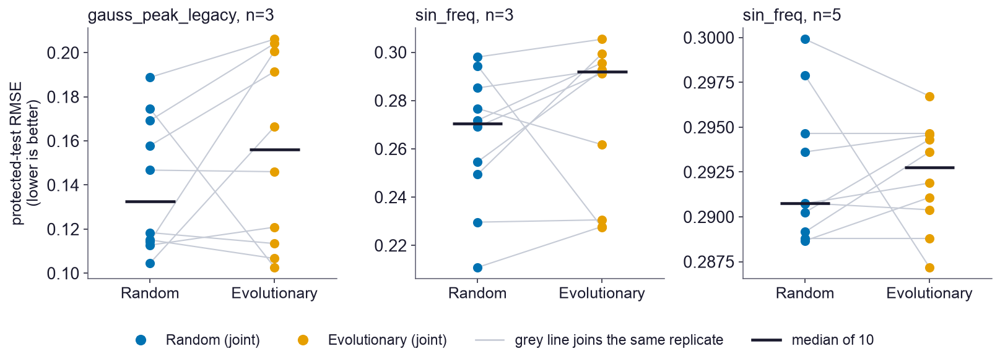 gauss_peak_legacy, n=3
sin_freq, n=3
sin_freq, n=5
protected-test RMSE
(lower is better)
0.20
0.18
0.16
0.14
0.12
0.10
Random
Evolutionary
0.30
0.28
0.26
0.24
0.22
Random
Evolutionary
0.3000
0.2975
0.2950
0.2925
0.2900
0.2875
Random
Evolutionary
Random (joint)
Evolutionary (joint)
grey line joins the same replicate
median of 10